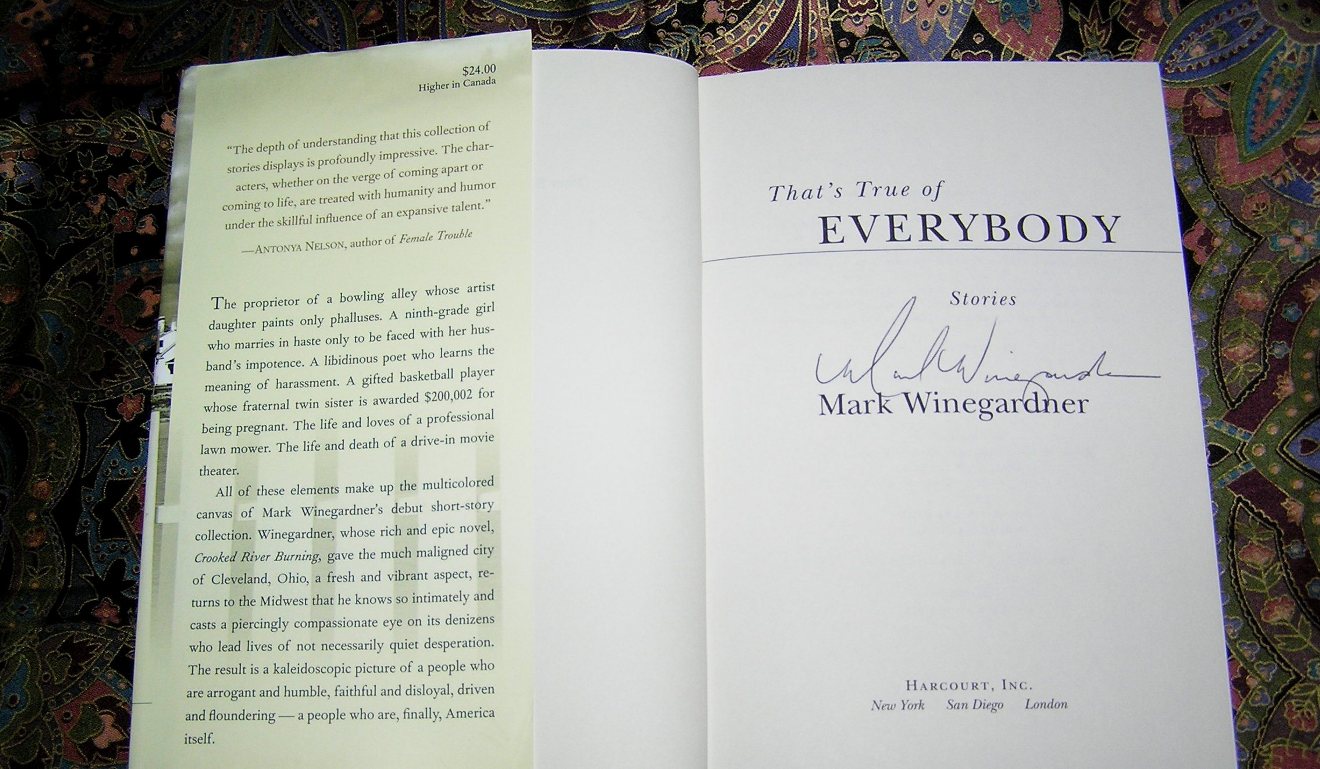 $24.00
Higher in Canada
“The depth of understanding that this collection of
stories displays is profoundly impressive. The char-
acters, whether on the verge of coming apart or
coming to life, are treated with humanity and humor
under the skillful influence of an expansive talent.”
—ANTONYA NELSON, author of Female Trouble
The proprietor of a bowling alley whose artist
daughter paints only phalluses. A ninth-grade girl
who marries in haste only to be faced with her hus-
band’s impotence. A libidinous poet who learns the
meaning of harassment. A gifted basketball player
whose fraternal twin sister is awarded $200,002 for
being pregnant. The life and loves of a professional
lawn mower. The life and death of a drive-in movie
theater.
All of these elements make up the multicolored
canvas of Mark Winegardner’s debut short-story
collection. Winegardner, whose rich and epic novel,
Crooked River Burning, gave the much maligned city
of Cleveland, Ohio, a fresh and vibrant aspect, re-
turns to the Midwest that he knows so intimately and
casts a piercingly compassionate eye on its denizens
who lead lives of not necessarily quiet desperation.
The result is a kaleidoscopic picture of a people who
are arrogant and humble, faithful and disloyal, driven
and floundering — a people who are, finally, America
itself.
That’s True of
EVERYBODY
Stories
Mark Winegardner
Mark Winegardner
HARCOURT, INC.
New York San Diego London